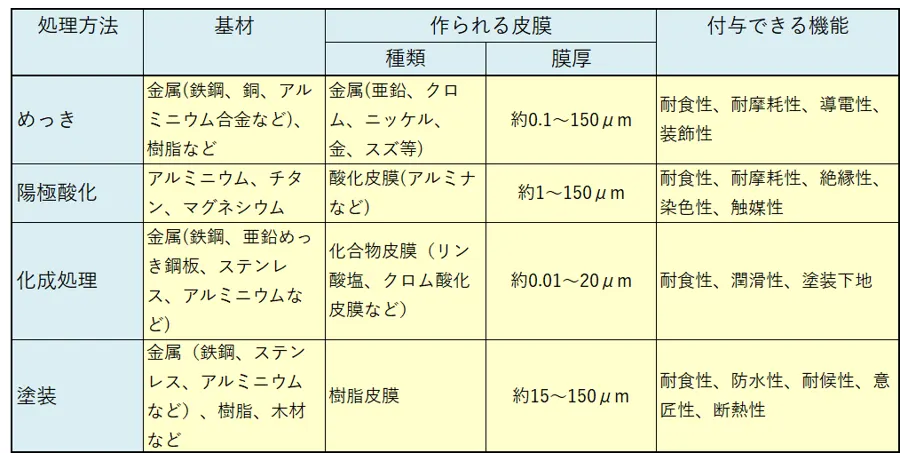 処理方法
基材
作られる皮膜
付与できる機能
種類
膜厚
めっき
金属(鉄鋼、銅、アル
ミニウム合金など)、
樹脂など
金属(亜鉛、クロ
ム、ニッケル、
金、スズ等)
約0.1～150μm
耐食性、耐摩耗性、導電性、
装飾性
陽極酸化
アルミニウム、チタ
ン、マグネシウム
酸化皮膜(アルミナ
など)
約1～150μm
耐食性、耐摩耗性、絶縁性、
染色性、触媒性
化成処理
金属(鉄鋼、亜鉛めっ
き鋼板、ステンレ
ス、アルミニウムな
ど)
化合物皮膜（リン
酸塩、クロム酸化
皮膜など）
約0.01～20μm
耐食性、潤滑性、塗装下地
塗装
金属（鉄鋼、ステン
レス、アルミニウム
など）、樹脂、木材
など
樹脂皮膜
約15～150μm
耐食性、防水性、耐候性、意
匠性、断熱性